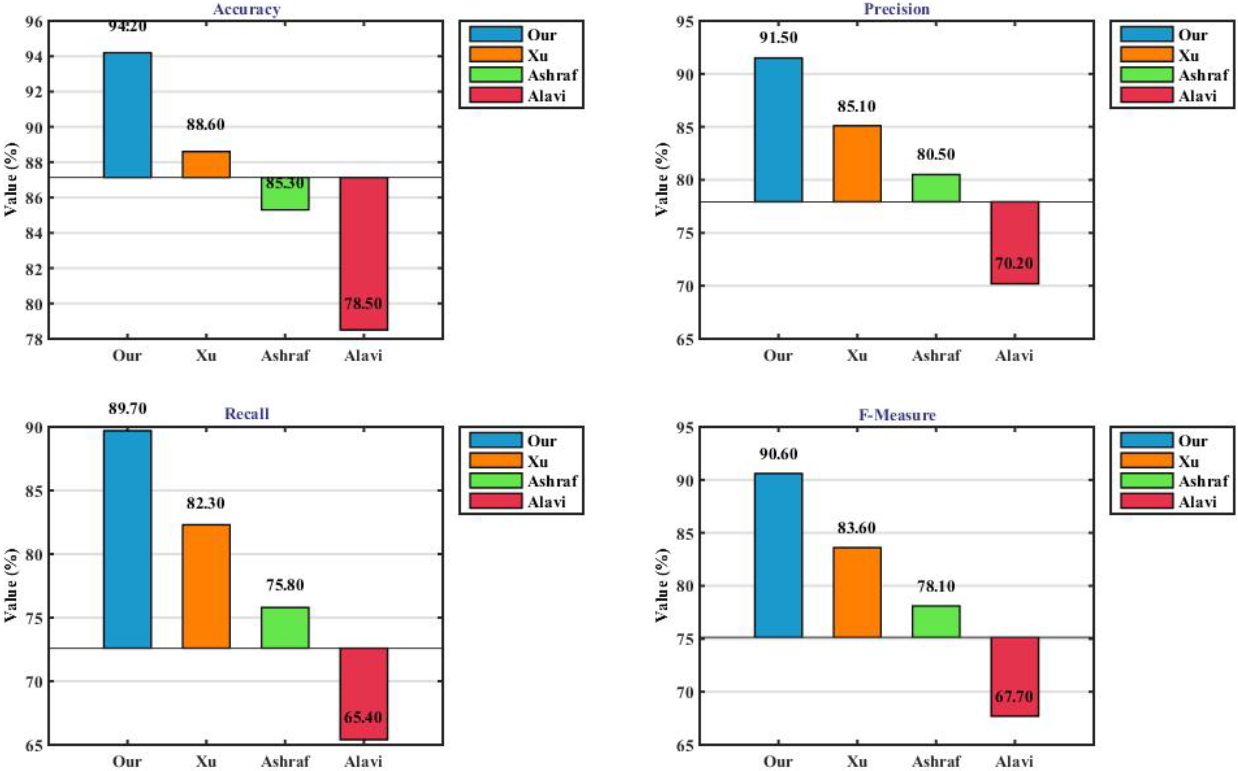 Accuracy
Value (%)
96
94
92
90
88
86
84
82
80
78
94.20
88.60
85.30
78.50
Our
Xu
Ashraf
Alavi
Our
Xu
Ashraf
Alavi
Precision
Value (%)
95
90
85
80
75
70
65
91.50
85.10
80.50
70.20
Our
Xu
Ashraf
Alavi
Our
Xu
Ashraf
Alavi
Recall
Value (%)
90
85
80
75
70
65
89.70
82.30
75.80
65.40
Our
Xu
Ashraf
Alavi
Our
Xu
Ashraf
Alavi
F-Measure
Value (%)
95
90
85
80
75
70
65
90.60
83.60
78.10
67.70
Our
Xu
Ashraf
Alavi
Our
Xu
Ashraf
Alavi